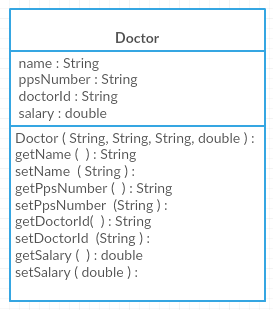 Doctor
name : String
ppsNumber : String
doctorId : String
salary : double
Doctor ( String, String, String, double ) :
getName (  ) : String
setName  ( String ) :
getPpsNumber (  ) : String
setPpsNumber  (String ) :
getDoctorId(  ) : String
setDoctorId  (String ) :
getSalary (  ) : double
setSalary ( double ) :